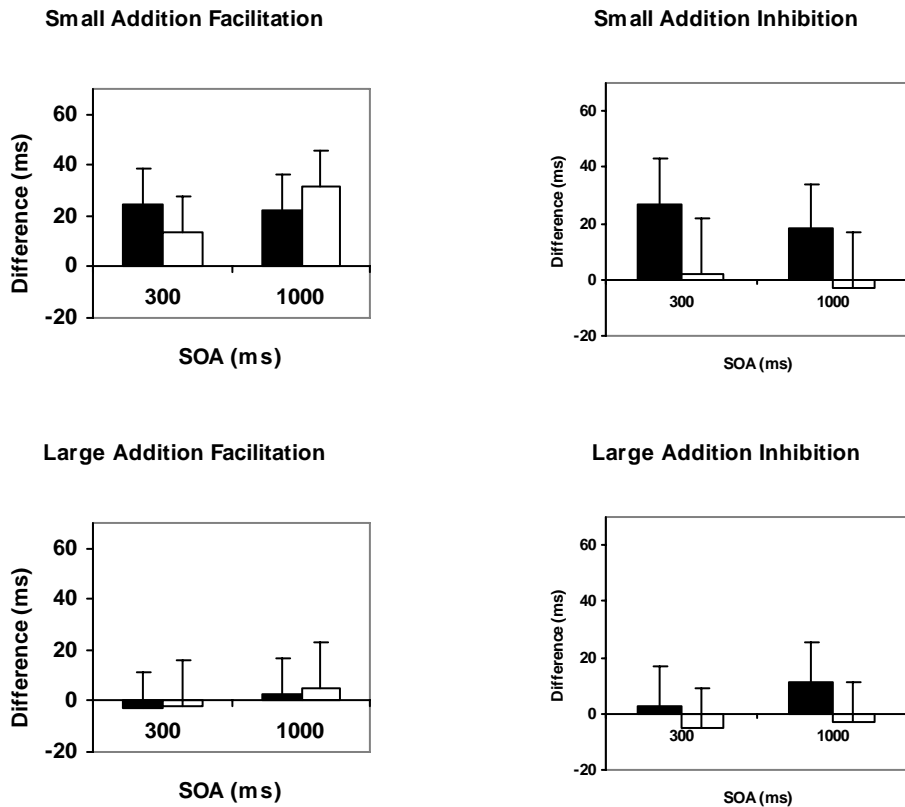 Small Addition Facilitation
Difference (ms)
60
40
20
0
-20
300 1000
SOA (ms)
Small Addition Inhibition
Difference (ms)
60
40
20
0
-20
300 1000
SOA (ms)
Large Addition Facilitation
Difference (ms)
60
40
20
0
-20
300 1000
SOA (ms)
Large Addition Inhibition
Difference (ms)
60
40
20
0
-20
300 1000
SOA (ms)